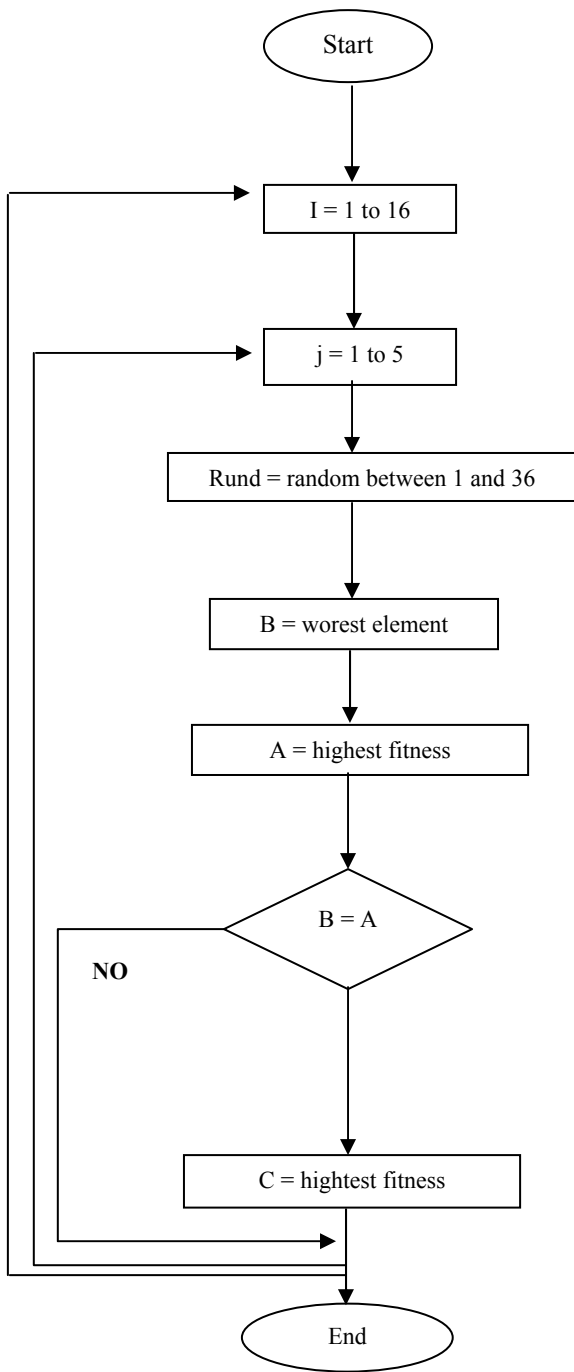 Start
I = 1 to 16
j = 1 to 5
Rund = random between 1 and 36
B = worest element
A = highest fitness
B = A
NO
C = hightest fitness
End